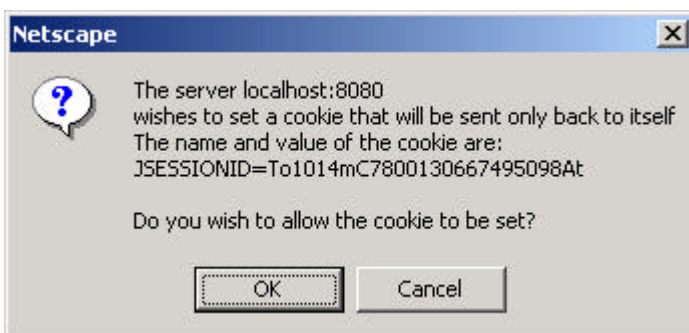 Netscape
The server localhost:8080
wishes to set a cookie that will be sent only back to itself
The name and value of the cookie are:
JSESSIONID=To1014mC7800130667495098At
Do you wish to allow the cookie to be set?
OK
Cancel